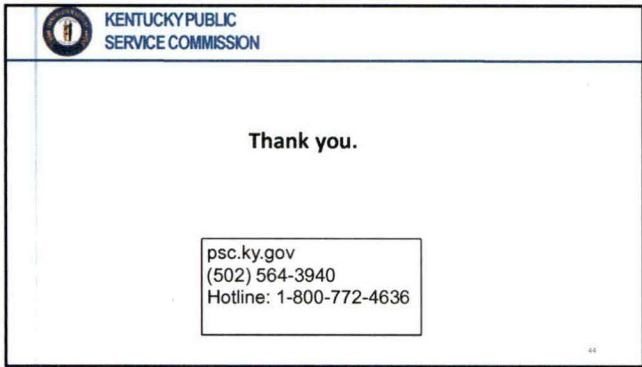 KENTUCKY PUBLIC
SERVICE COMMISSION
Thank you.
psc.ky.gov
(502) 564-3940
Hotline: 1-800-772-4636
44